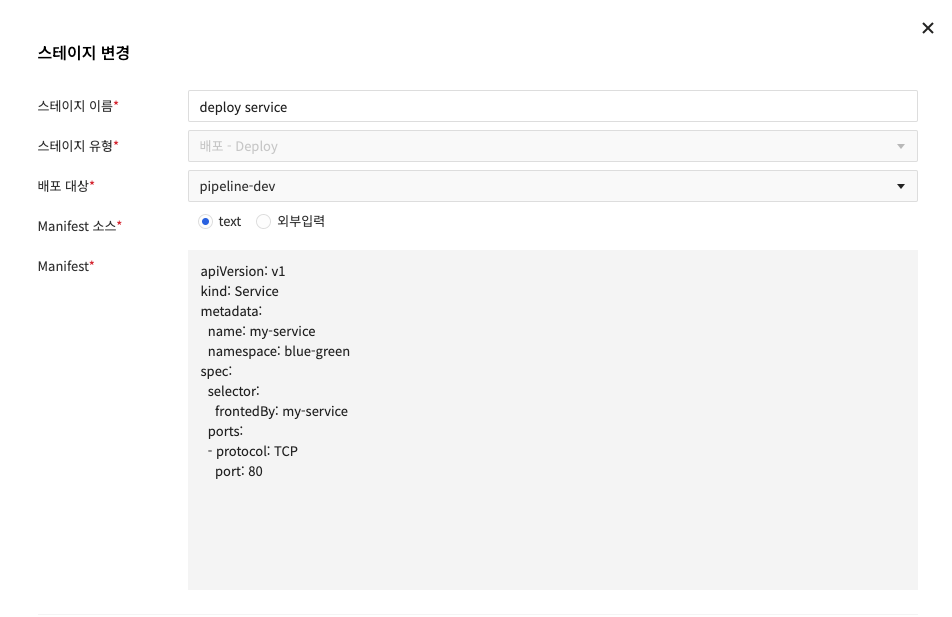 스테이지 변경
스테이지 이름* deploy service
스테이지 유형* 배포 - Deploy
배포 대상* pipeline-dev
Manifest 소스* text 외부입력
Manifest*
apiVersion: v1
kind: Service
metadata:
  name: my-service
  namespace: blue-green
spec:
  selector:
    frontedBy: my-service
  ports:
  - protocol: TCP
    port: 80